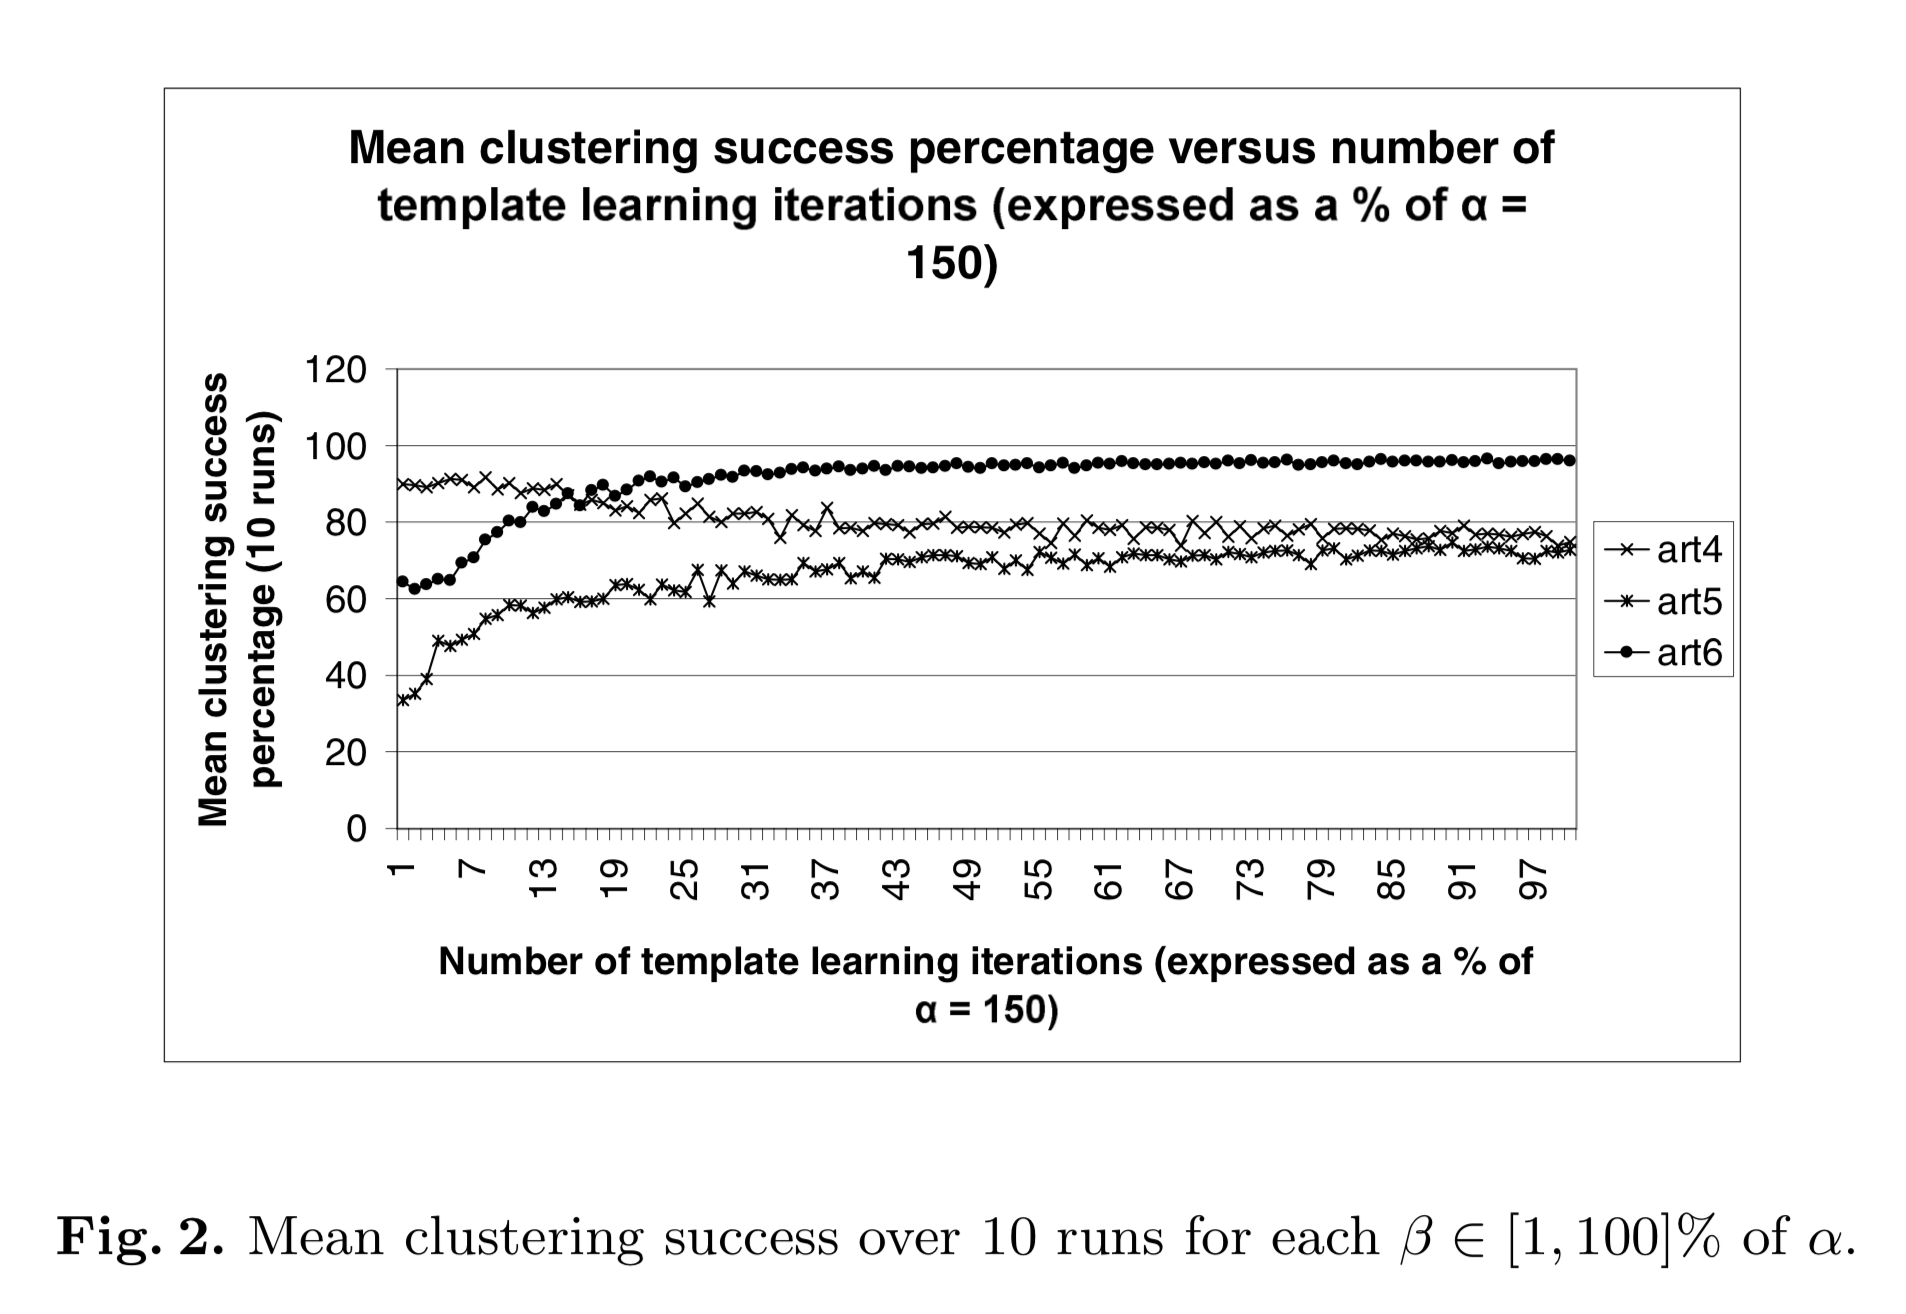 Mean clustering success percentage versus number of
template learning iterations (expressed as a % of α =
150)
Mean clustering success
percentage (10 runs)
120
100
80
60
40
20
0
1 7 13 19 25 31 37 43 49 55 61 67 73 79 85 91 97
art4
art5
art6
Number of template learning iterations (expressed as a % of
α = 150)
Fig. 2. Mean clustering success over 10 runs for each β ∈ [1, 100]% of α.